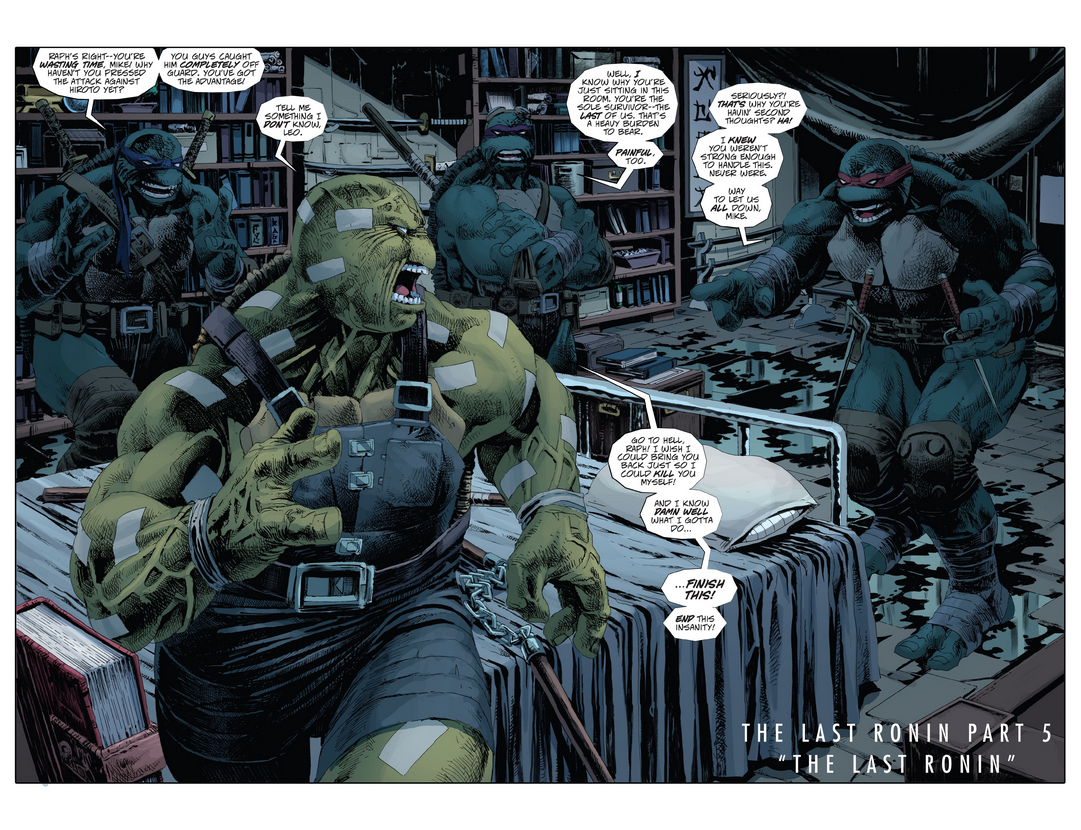 RAPH'S RIGHT--YOU'RE
WASTING TIME, MIKE! WHY
HAVEN'T YOU PRESSED
THE ATTACK AGAINST
HIROTO YET?
YOU GUYS CAUGHT
HIM COMPLETELY OFF
GUARD. YOU'VE GOT
THE ADVANTAGE!
TELL ME
SOMETHING I
DON'T KNOW,
LEO.
WELL, I
KNOW WHY YOU'RE
JUST SITTING IN THIS
ROOM. YOU'RE THE
SOLE SURVIVOR--THE
LAST OF US. THAT'S
A HEAVY BURDEN
TO BEAR.
PAINFUL,
TOO.
SERIOUSLY?!
THAT'S WHY YOU'RE
HAVIN' SECOND
THOUGHTS? HA!
I KNEW
YOU WEREN'T
STRONG ENOUGH
TO HANDLE THIS.
NEVER WERE.
WAY
TO LET US
ALL DOWN,
MIKE.
GO TO HELL,
RAPH! I WISH I
COULD BRING YOU
BACK JUST SO I
COULD KILL YOU
MYSELF!
AND I KNOW
DAMN WELL
WHAT I GOTTA
DO...
...FINISH
THIS!
END THIS
INSANITY!
THE LAST RONIN PART 5
"THE LAST RONIN"